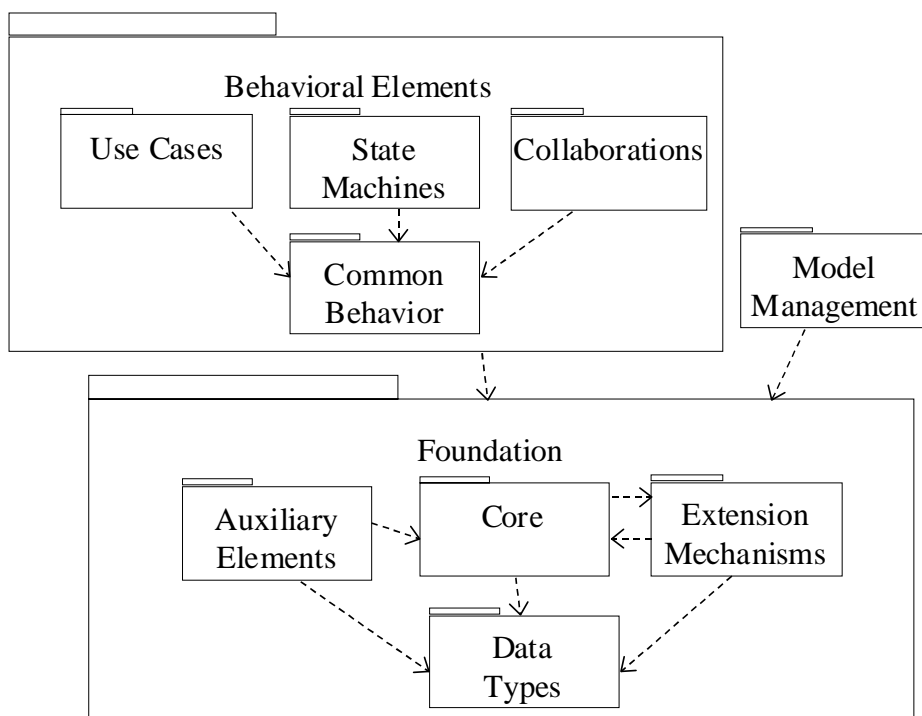 Behavioral Elements
Use Cases
State
Machines
Collaborations
Common
Behavior
Model
Management
Foundation
Auxiliary
Elements
Core
Extension
Mechanisms
Data
Types